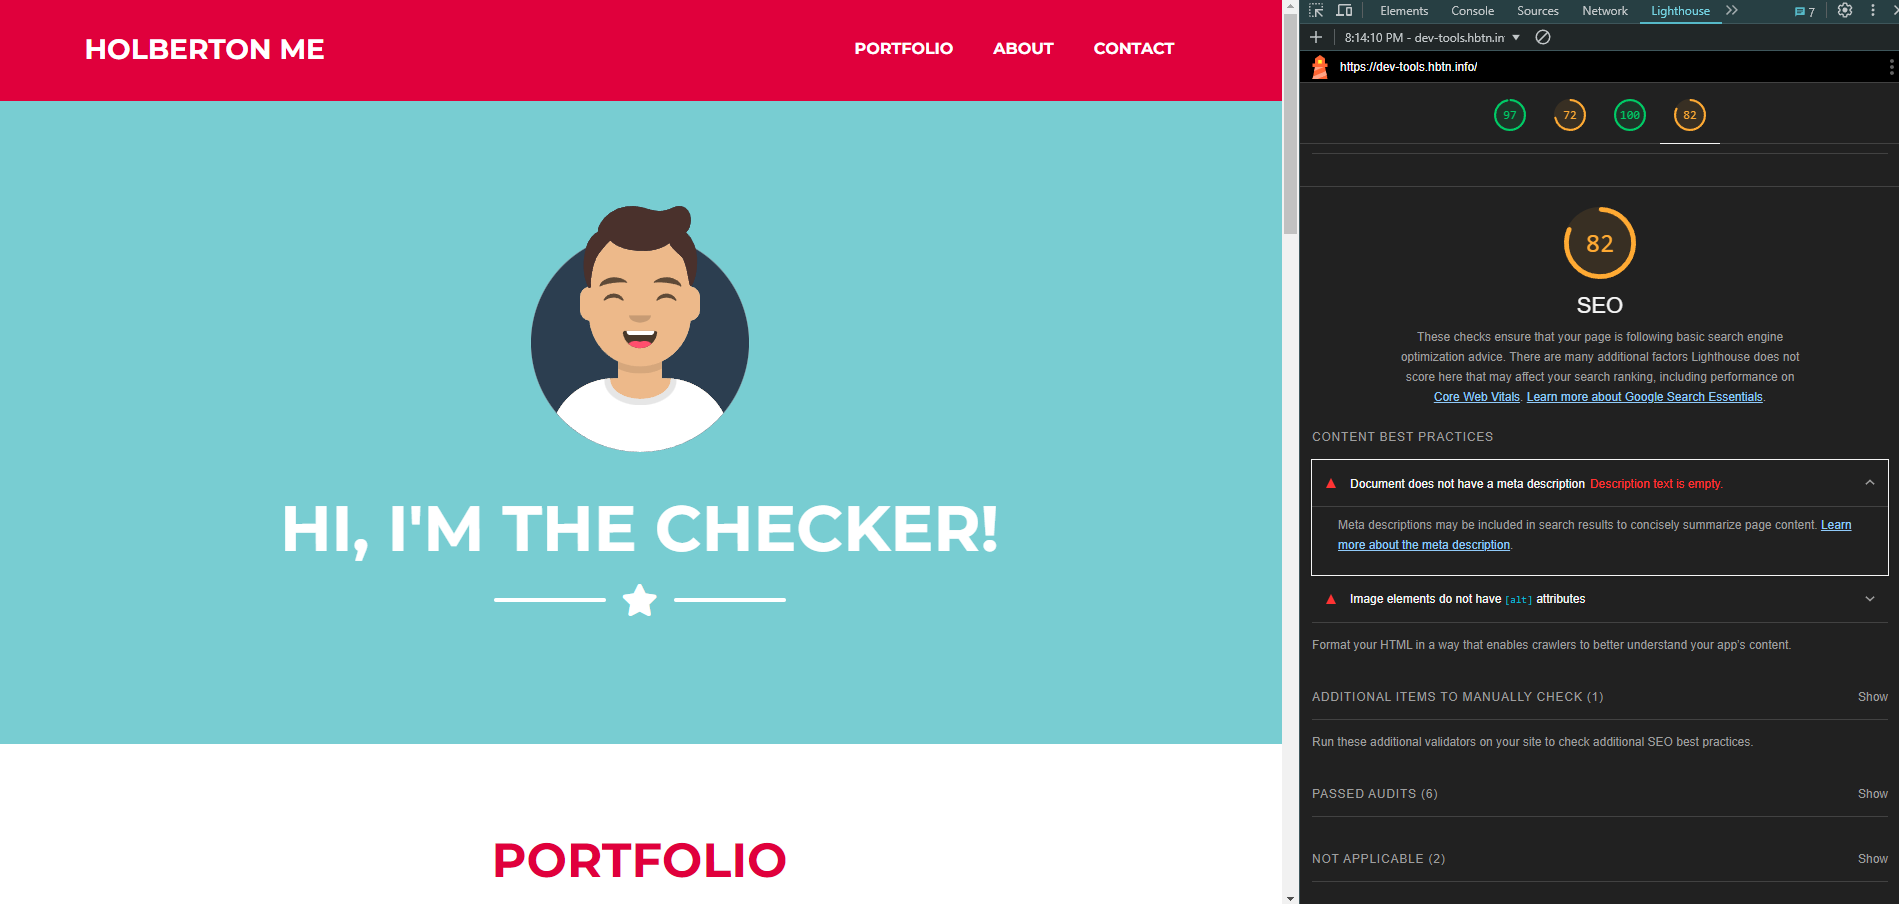 HOLBERTON ME
PORTFOLIO ABOUT CONTACT
HI, I'M THE CHECKER!
PORTFOLIO
Elements Console Sources Network Lighthouse 7
8:14:10 PM - dev-tools.hbtn.in
https://dev-tools.hbtn.info/
97 72 100 82
82
SEO
These checks ensure that your page is following basic search engine
optimization advice. There are many additional factors Lighthouse does not
score here that may affect your search ranking, including performance on
Core Web Vitals. Learn more about Google Search Essentials.
CONTENT BEST PRACTICES
Document does not have a meta description Description text is empty.
Meta descriptions may be included in search results to concisely summarize page content. Learn
more about the meta description.
Image elements do not have [alt] attributes
Format your HTML in a way that enables crawlers to better understand your app's content.
ADDITIONAL ITEMS TO MANUALLY CHECK (1) Show
Run these additional validators on your site to check additional SEO best practices.
PASSED AUDITS (6) Show
NOT APPLICABLE (2) Show